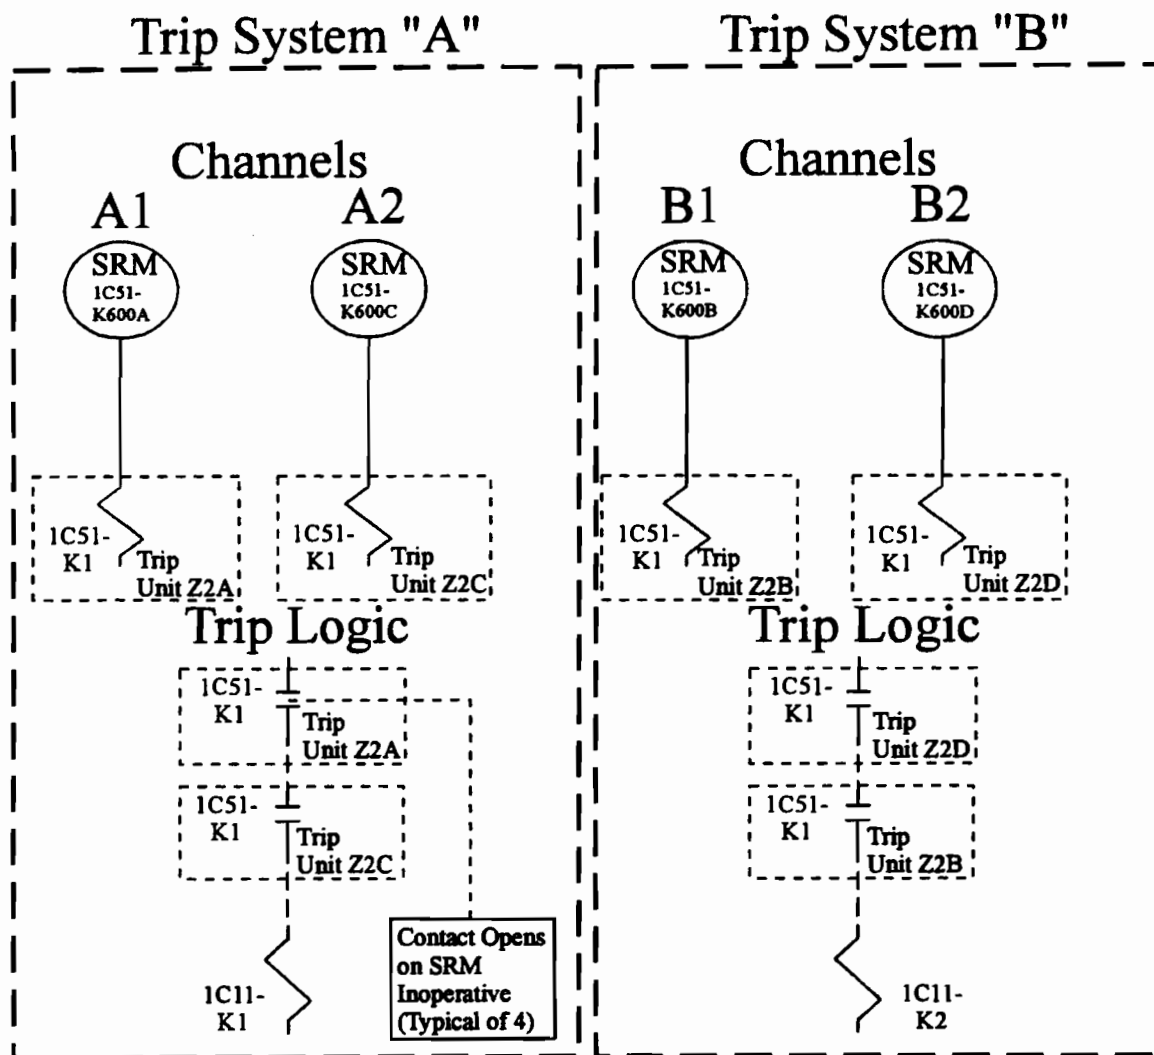 Trip System "A"
Channels
A1
SRM
1C51-
K600A
A2
SRM
1C51-
K600C
1C51-
K1
Trip
Unit Z2A
1C51-
K1
Trip
Unit Z2C
Trip Logic
1C51-
K1
Trip
Unit Z2A
1C51-
K1
Trip
Unit Z2C
Contact Opens
on SRM
Inoperative
(Typical of 4)
1C11-
K1
Trip System "B"
Channels
B1
SRM
1C51-
K600B
B2
SRM
1C51-
K600D
1C51-
K1
Trip
Unit Z2B
1C51-
K1
Trip
Unit Z2D
Trip Logic
1C51-
K1
Trip
Unit Z2D
1C51-
K1
Trip
Unit Z2B
1C11-
K2